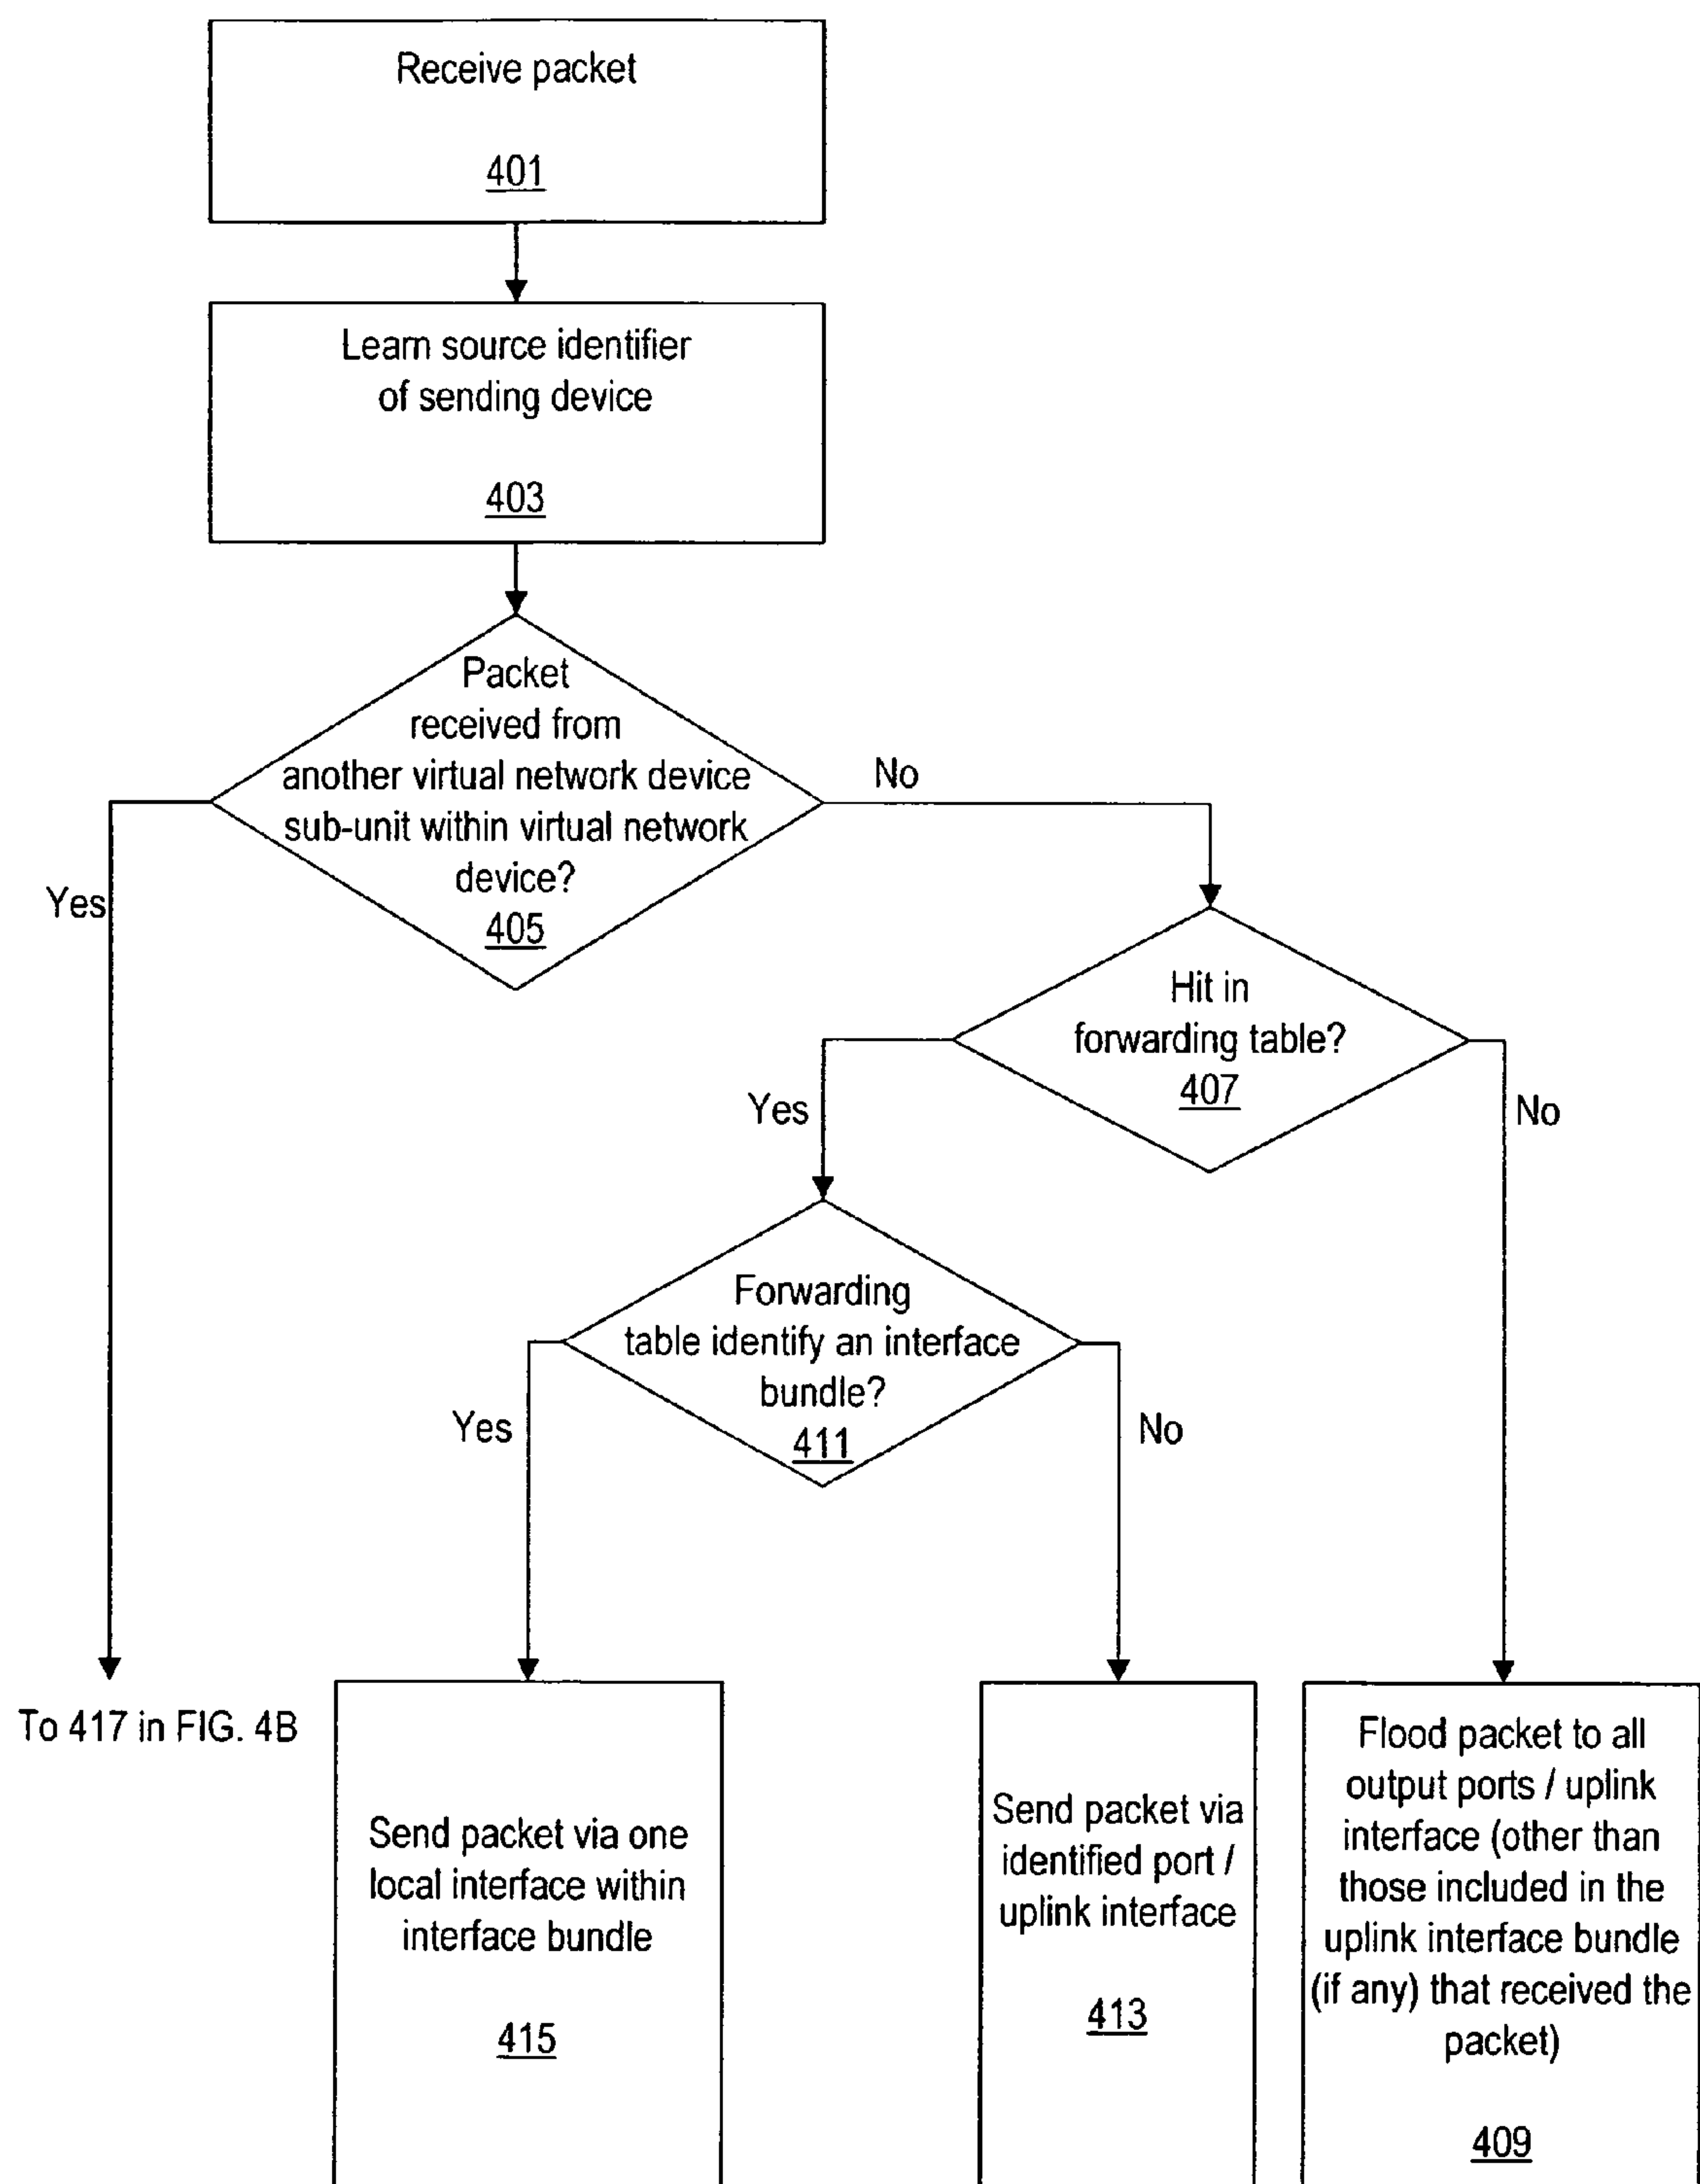 Receive packet
401
Learn source identifier
of sending device
403
Packet
received from
another virtual network device
sub-unit within virtual network
device?
405
No
Yes
Hit in
forwarding table?
407
Yes
No
Forwarding
table identify an interface
bundle?
411
Yes
No
To 417 in FIG. 4B
Send packet via one
local interface within
interface bundle
415
Send packet via
identified port /
uplink interface
413
Flood packet to all
output ports / uplink
interface (other than
those included in the
uplink interface bundle
(if any) that received the
packet)
409